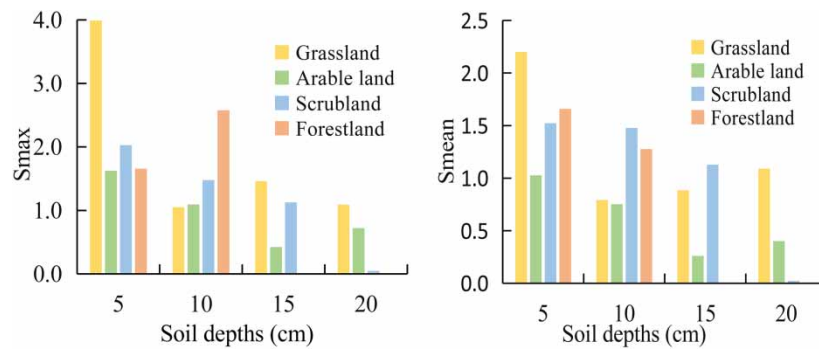 4.0
3.0
2.0
1.0
0.0
Smax
Grassland
Arable land
Scrubland
Forestland
5 10 15 20
Soil depths (cm)
2.5
2.0
1.5
1.0
0.5
0.0
Smean
Grassland
Arable land
Scrubland
Forestland
5 10 15 20
Soil depths (cm)